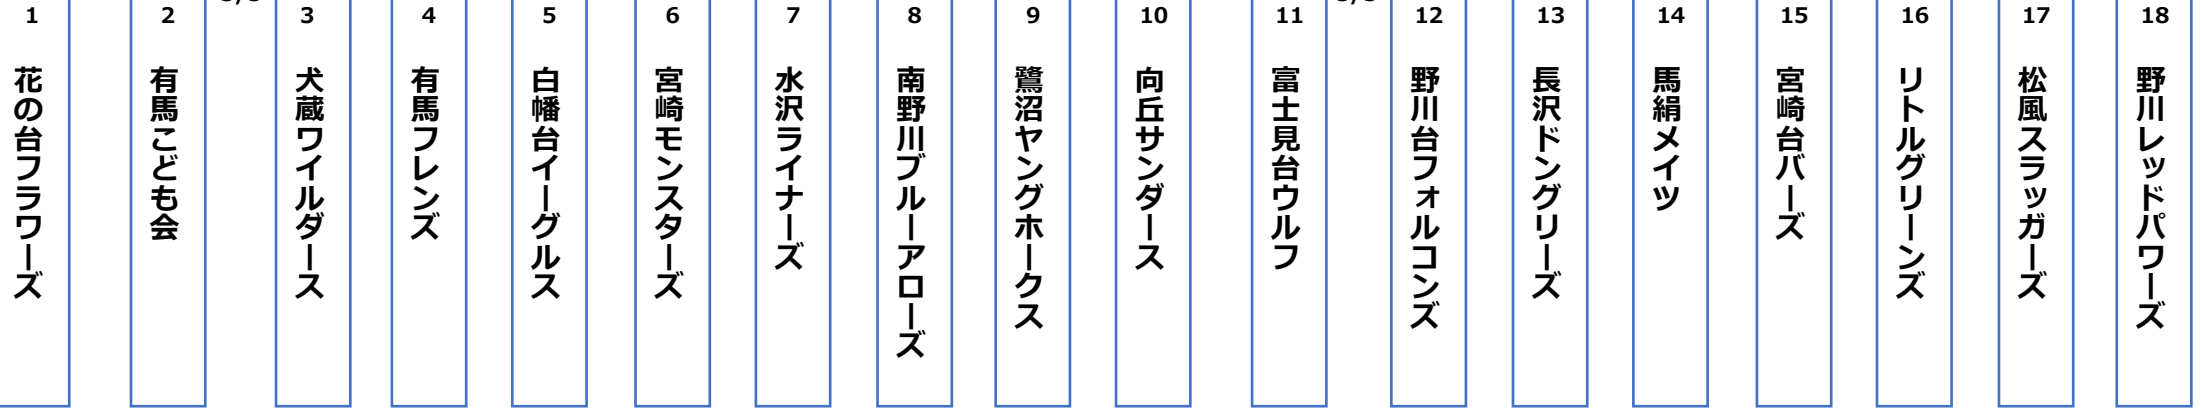 1
花の台フラワーズ
2
有馬こども会
3
犬蔵ワイルダース
4
有馬フレンズ
5
白幡台イーグルス
6
宮崎モンスターズ
7
水沢ライナーズ
8
南野川ブルーアローズ
9
鷺沼ヤングホークス
10
向丘サンダース
11
富士見台ウルフ
12
野川台フォルコンズ
13
長沢ドングリーズ
14
馬絹メイツ
15
宮崎台バーズ
16
リトルグリーンズ
17
松風スラッガーズ
18
野川レッドパワーズ